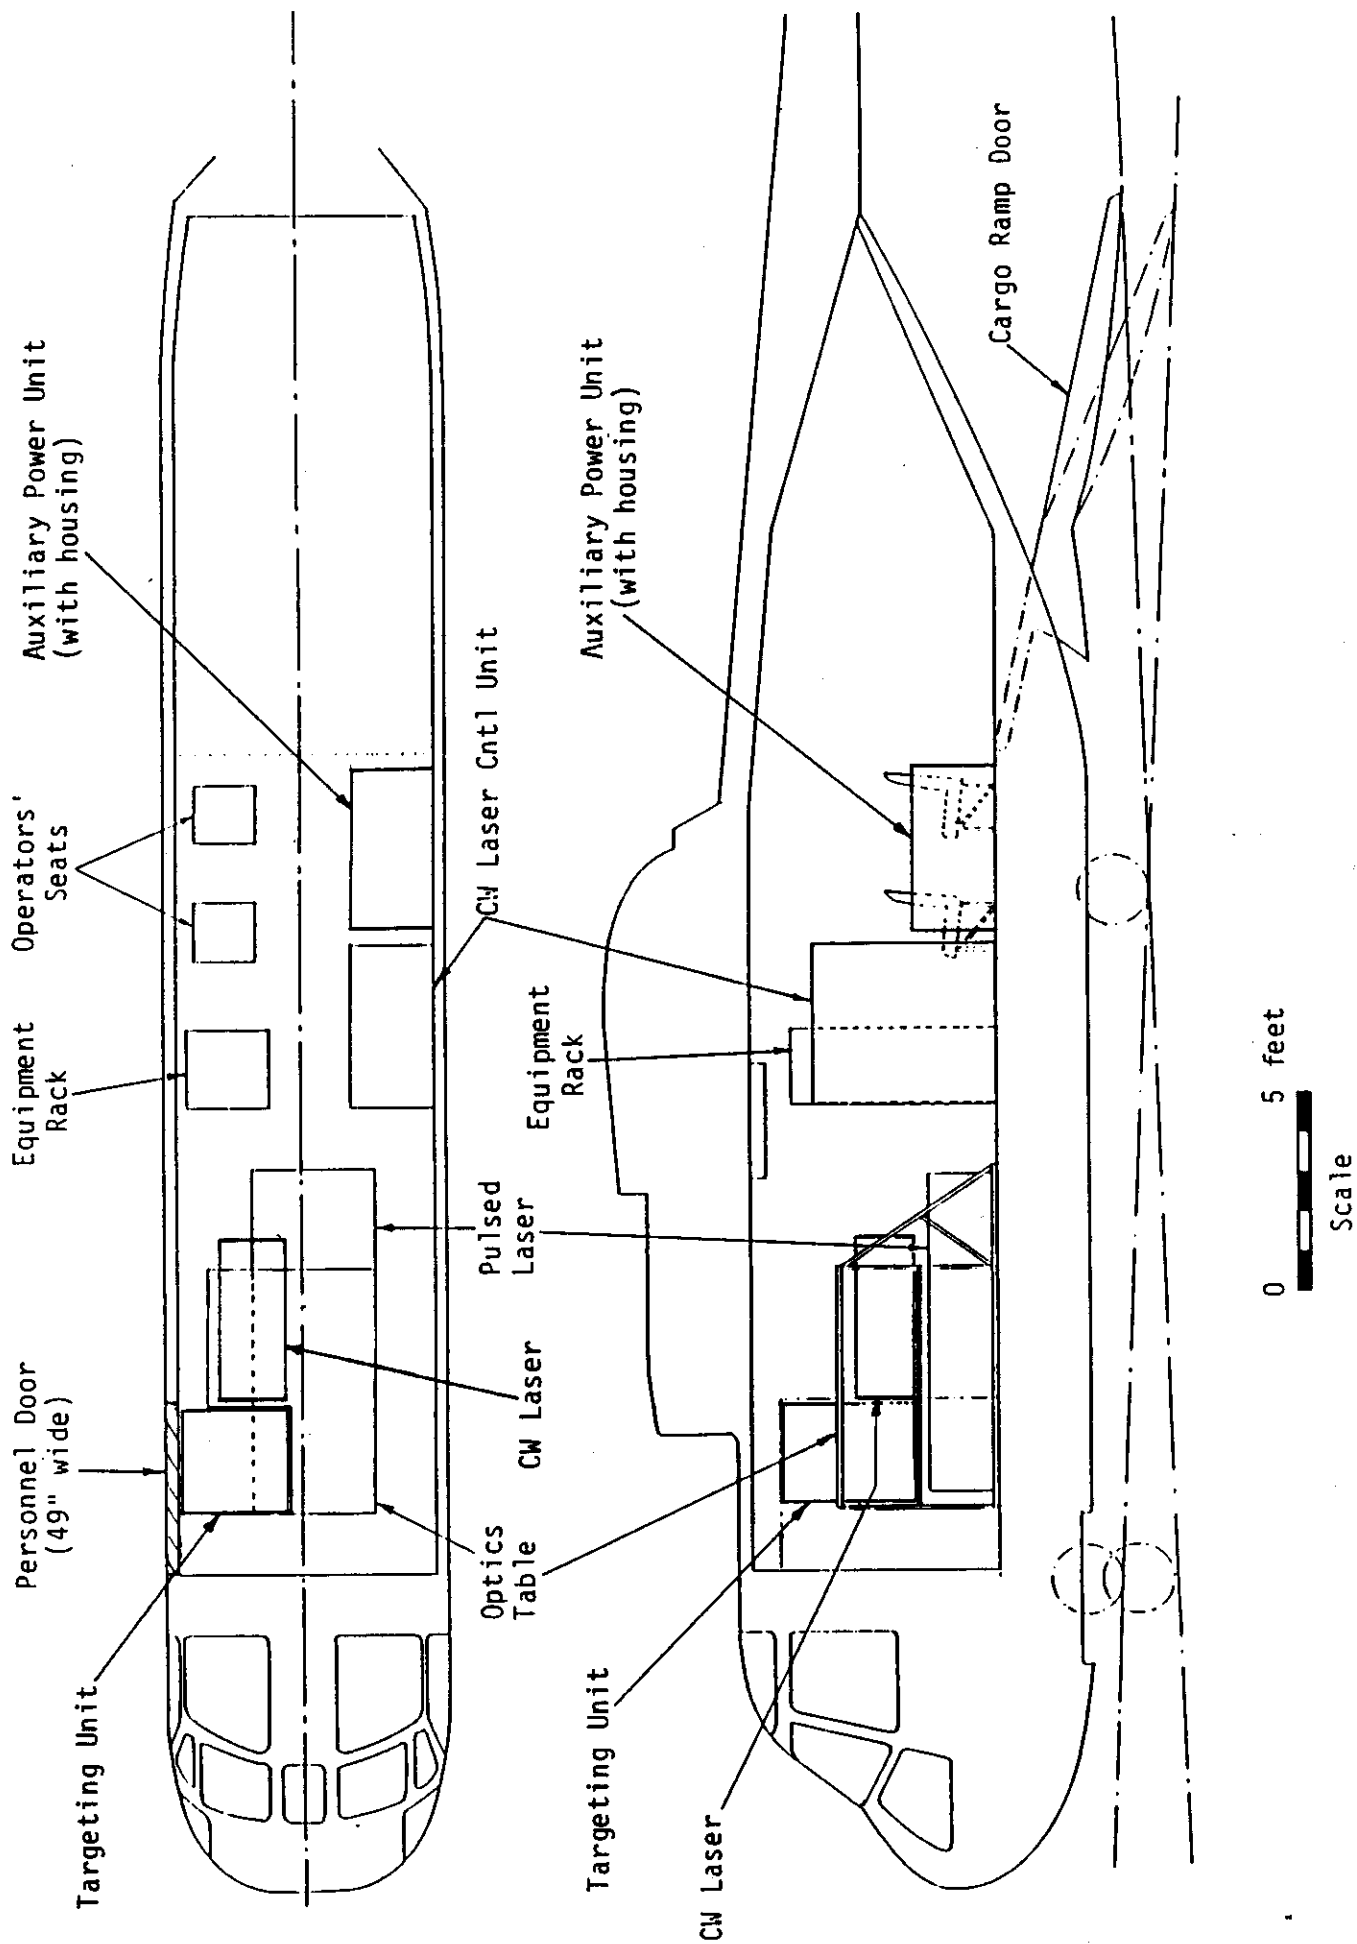 Targeting Unit
Personnel Door
(49" wide)
Equipment
Rack
Operators'
Seats
Auxiliary Power Unit
(with housing)
Optics
Table
CW Laser
Pulsed
Laser
CW Laser Cntl Unit
Targeting Unit
CW Laser
Equipment
Rack
Auxiliary Power Unit
(with housing)
Cargo Ramp Door
0 5 feet
Scale